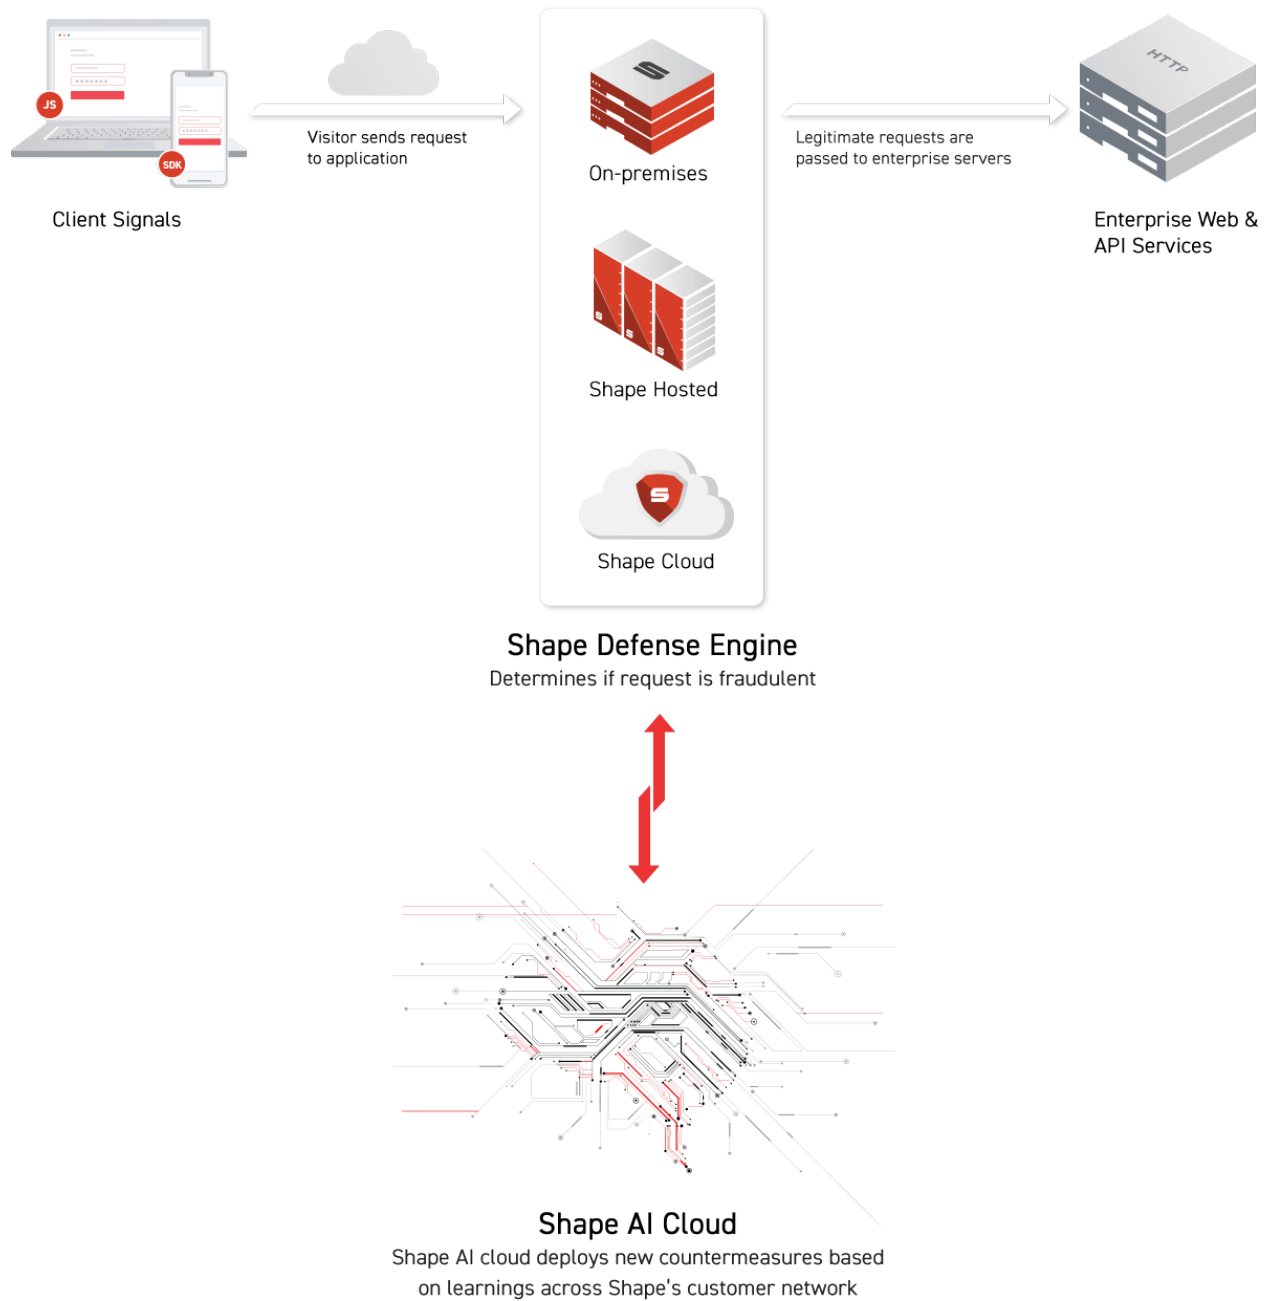 JS
SDK
Client Signals
Visitor sends request
to application
S
On-premises
S
S
S
Shape Hosted
S
Shape Cloud
Legitimate requests are
passed to enterprise servers
HTTP
Enterprise Web &
API Services
Shape Defense Engine
Determines if request is fraudulent
Shape AI Cloud
Shape AI cloud deploys new countermeasures based
on learnings across Shape's customer network